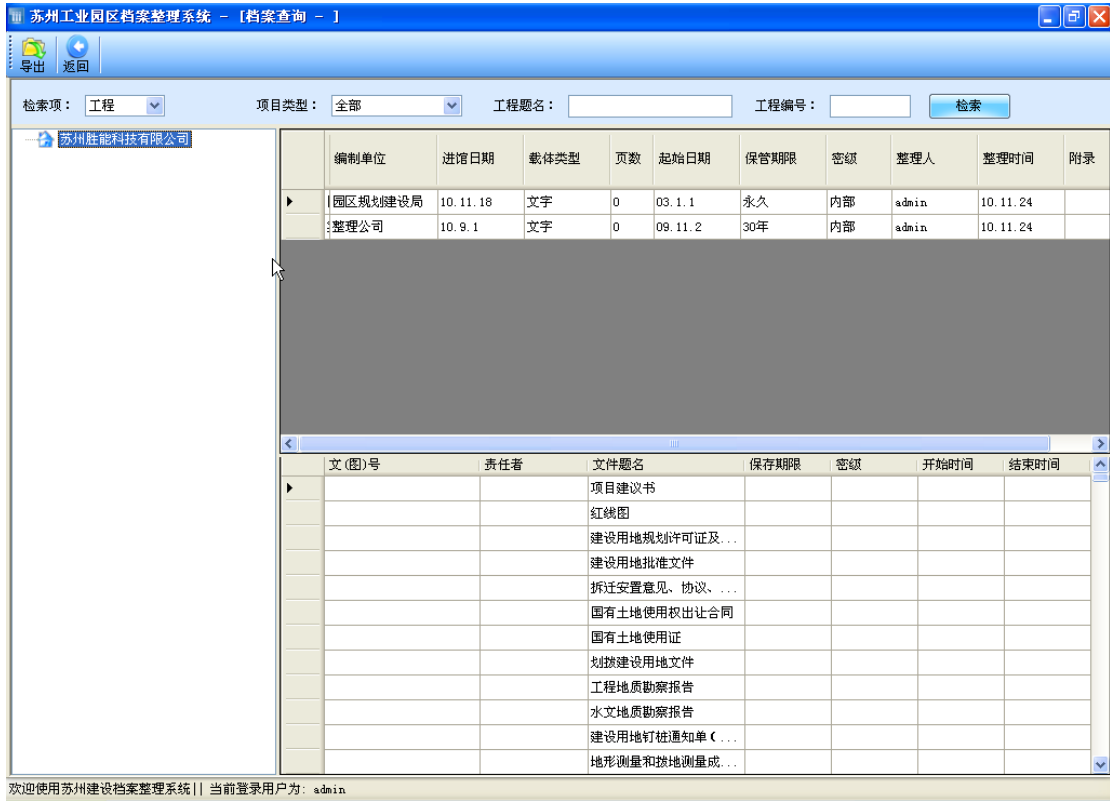 苏州工业园区档案整理系统 - [档案查询 - ]
导出 返回
检索项： 工程 项目类型： 全部 工程题名： 工程编号： 检索
苏州胜能科技有限公司
编制单位 进馆日期 载体类型 页数 起始日期 保管期限 密级 整理人 整理时间 附录
园区规划建设局 10.11.18 文字 0 03.1.1 永久 内部 admin 10.11.24
整理公司 10.9.1 文字 0 09.11.2 30年 内部 admin 10.11.24
文(图)号 责任者 文件题名 保存期限 密级 开始时间 结束时间
项目建议书
红线图
建设用地规划许可证及...
建设用地批准文件
拆迁安置意见、协议、...
国有土地使用权出让合同
国有土地使用证
划拨建设用地文件
工程地质勘察报告
水文地质勘察报告
建设用地钉桩通知单(...
地形测量和拨地测量成...
欢迎使用苏州建设档案整理系统|| 当前登录用户为: admin